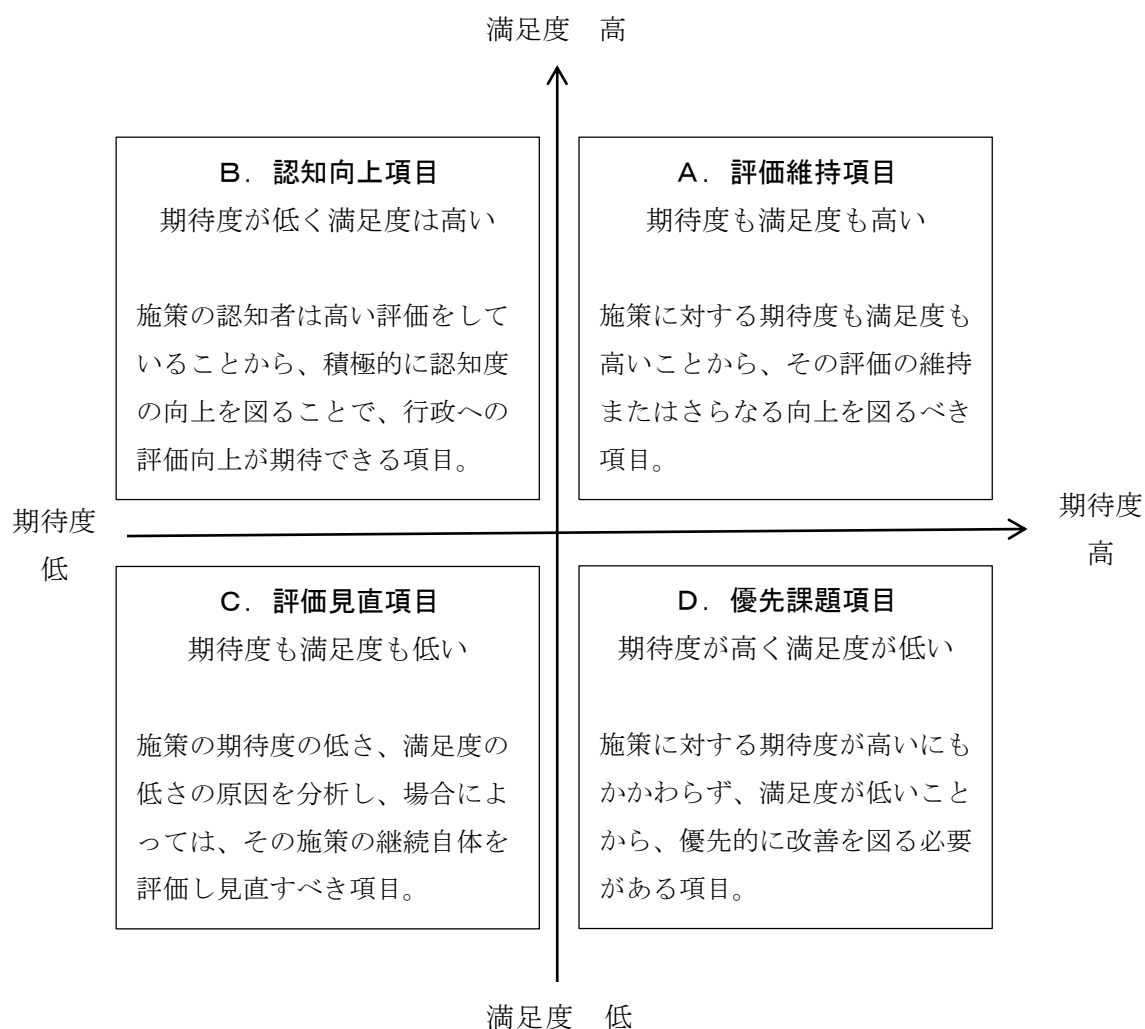 満足度　高
Ｂ．認知向上項目
期待度が低く満足度は高い
施策の認知者は高い評価をして
いることから、積極的に認知度
の向上を図ることで、行政への
評価向上が期待できる項目。
Ａ．評価維持項目
期待度も満足度も高い
施策に対する期待度も満足度も
高いことから、その評価の維持
またはさらなる向上を図るべき
項目。
期待度
低
期待度
高
Ｃ．評価見直項目
期待度も満足度も低い
施策の期待度の低さ、満足度の
低さの原因を分析し、場合によ
っては、その施策の継続自体を
評価し見直すべき項目。
Ｄ．優先課題項目
期待度が高く満足度が低い
施策に対する期待度が高いにも
かかわらず、満足度が低いこと
から、優先的に改善を図る必要
がある項目。
満足度　低